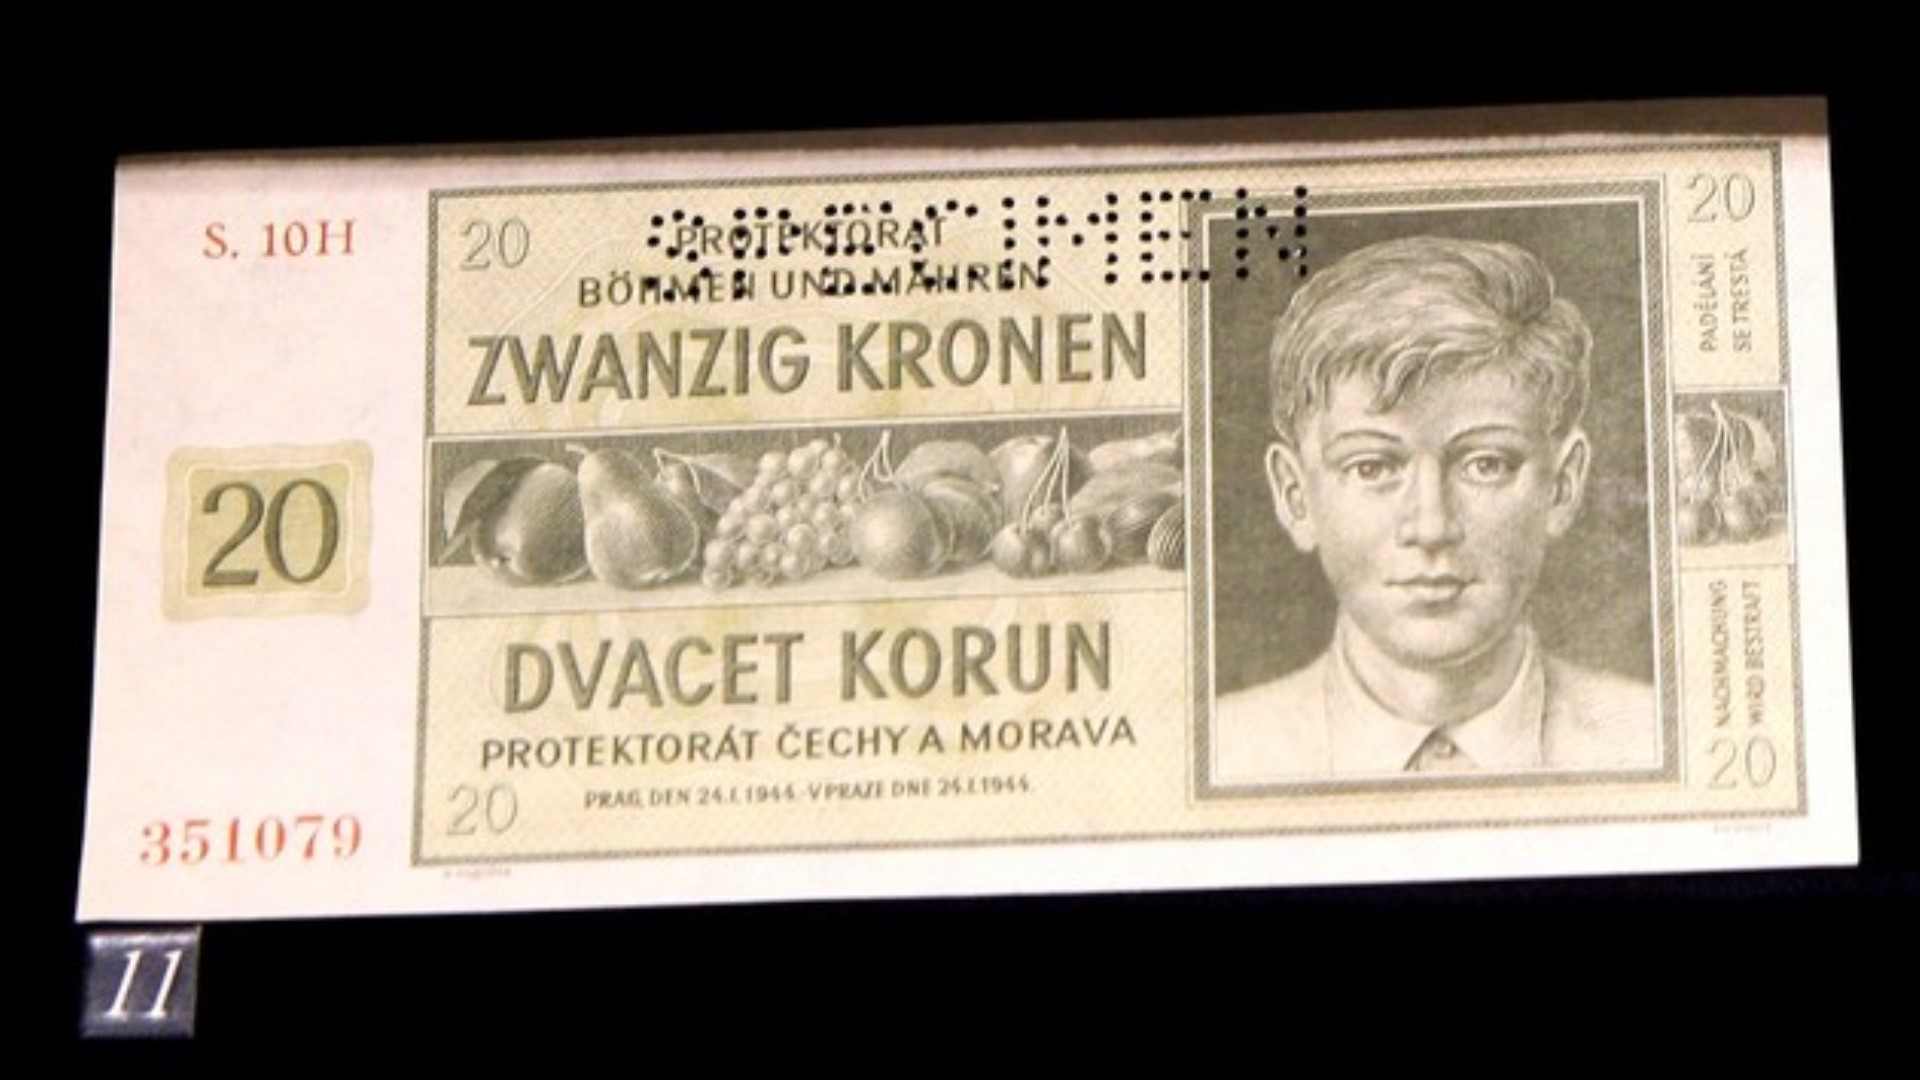 S. 10H
20
SPECIMEN
PROTEKTORAT
BÖHMEN UND MÄHREN
ZWANZIG KRONEN
20
PADĚLÁNÍ
SE TRESTÁ
20
DVACET KORUN
PROTEKTORÁT ČECHY A MORAVA
PRAG, DEN 24.I.1944. - V PRAZE DNE 24.I.1944.
20
NACHMACHUNG
WIRD BESTRAFT
20
351079
11